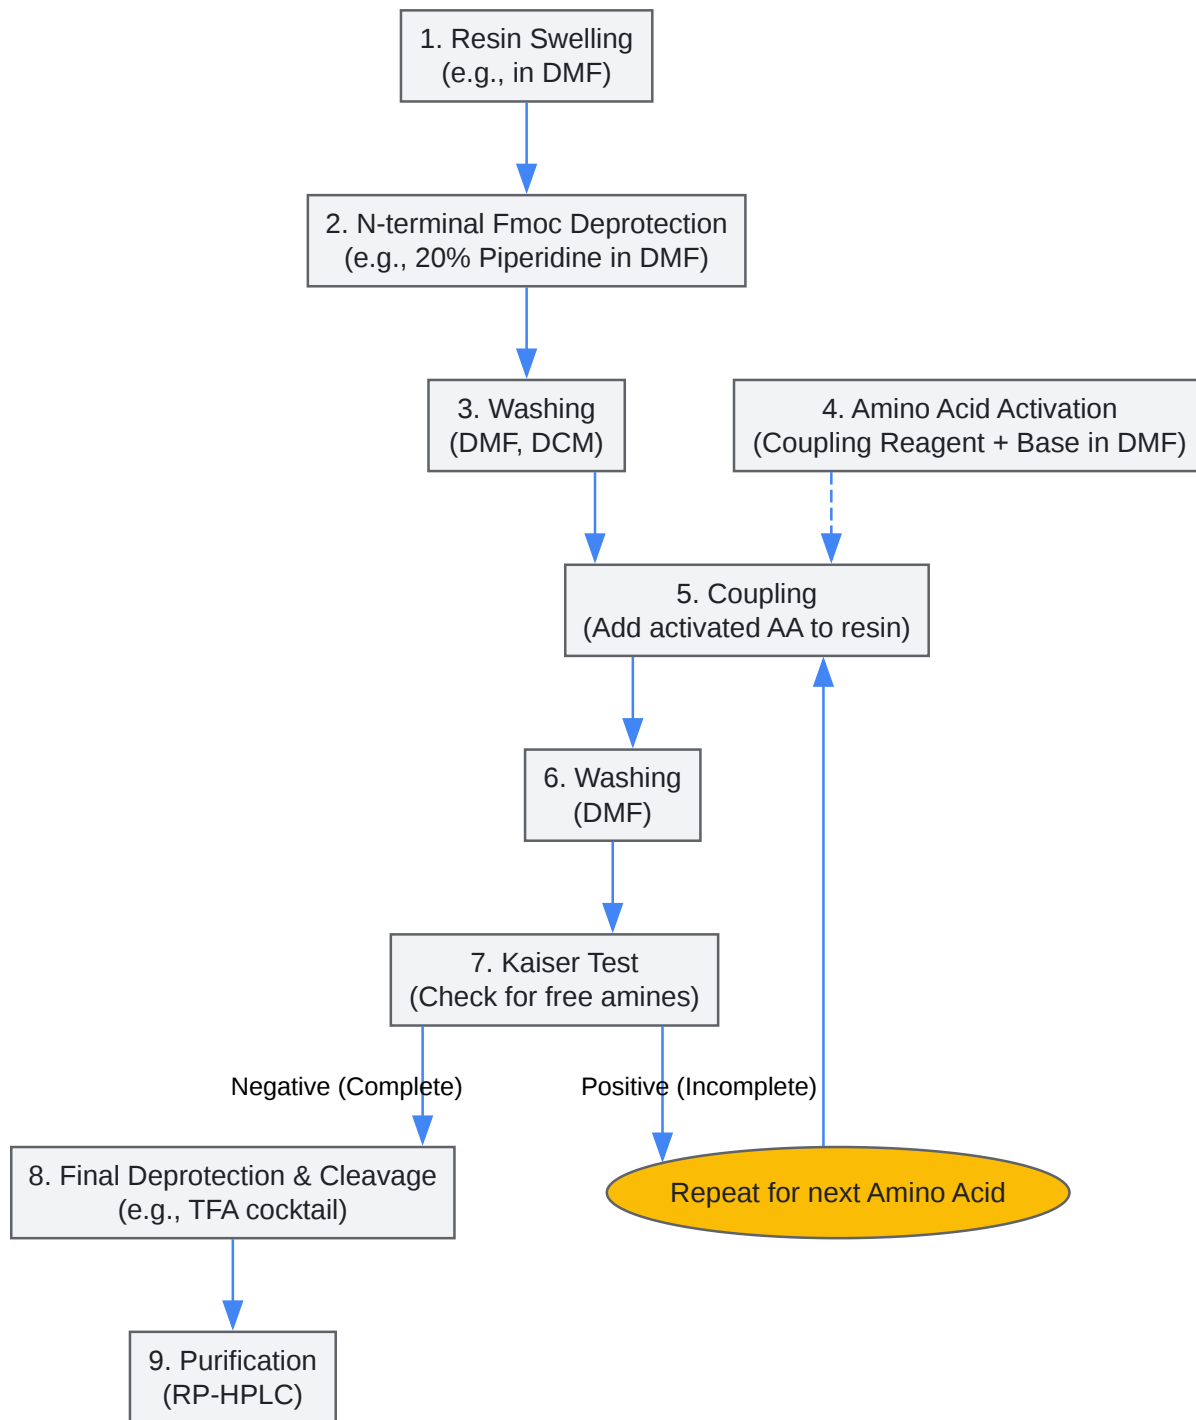 1. Resin Swelling
(e.g., in DMF)
2. N-terminal Fmoc Deprotection
(e.g., 20% Piperidine in DMF)
3. Washing
(DMF, DCM)
4. Amino Acid Activation
(Coupling Reagent + Base in DMF)
5. Coupling
(Add activated AA to resin)
6. Washing
(DMF)
7. Kaiser Test
(Check for free amines)
Negative (Complete)
Positive (Incomplete)
8. Final Deprotection & Cleavage
(e.g., TFA cocktail)
Repeat for next Amino Acid
9. Purification
(RP-HPLC)